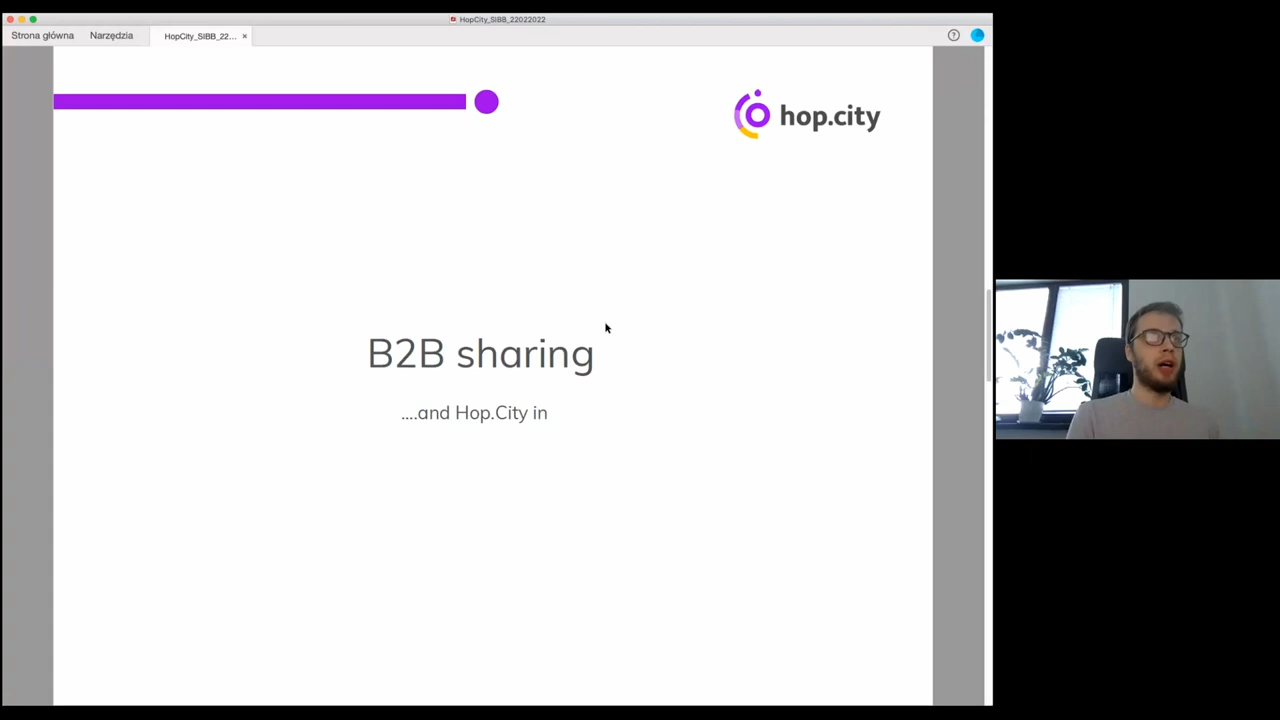 HopCity_SIBB_22022022
Strona główna
Narzędzia
HopCity_SIBB_22...
hop.city
B2B sharing
....and Hop.City in